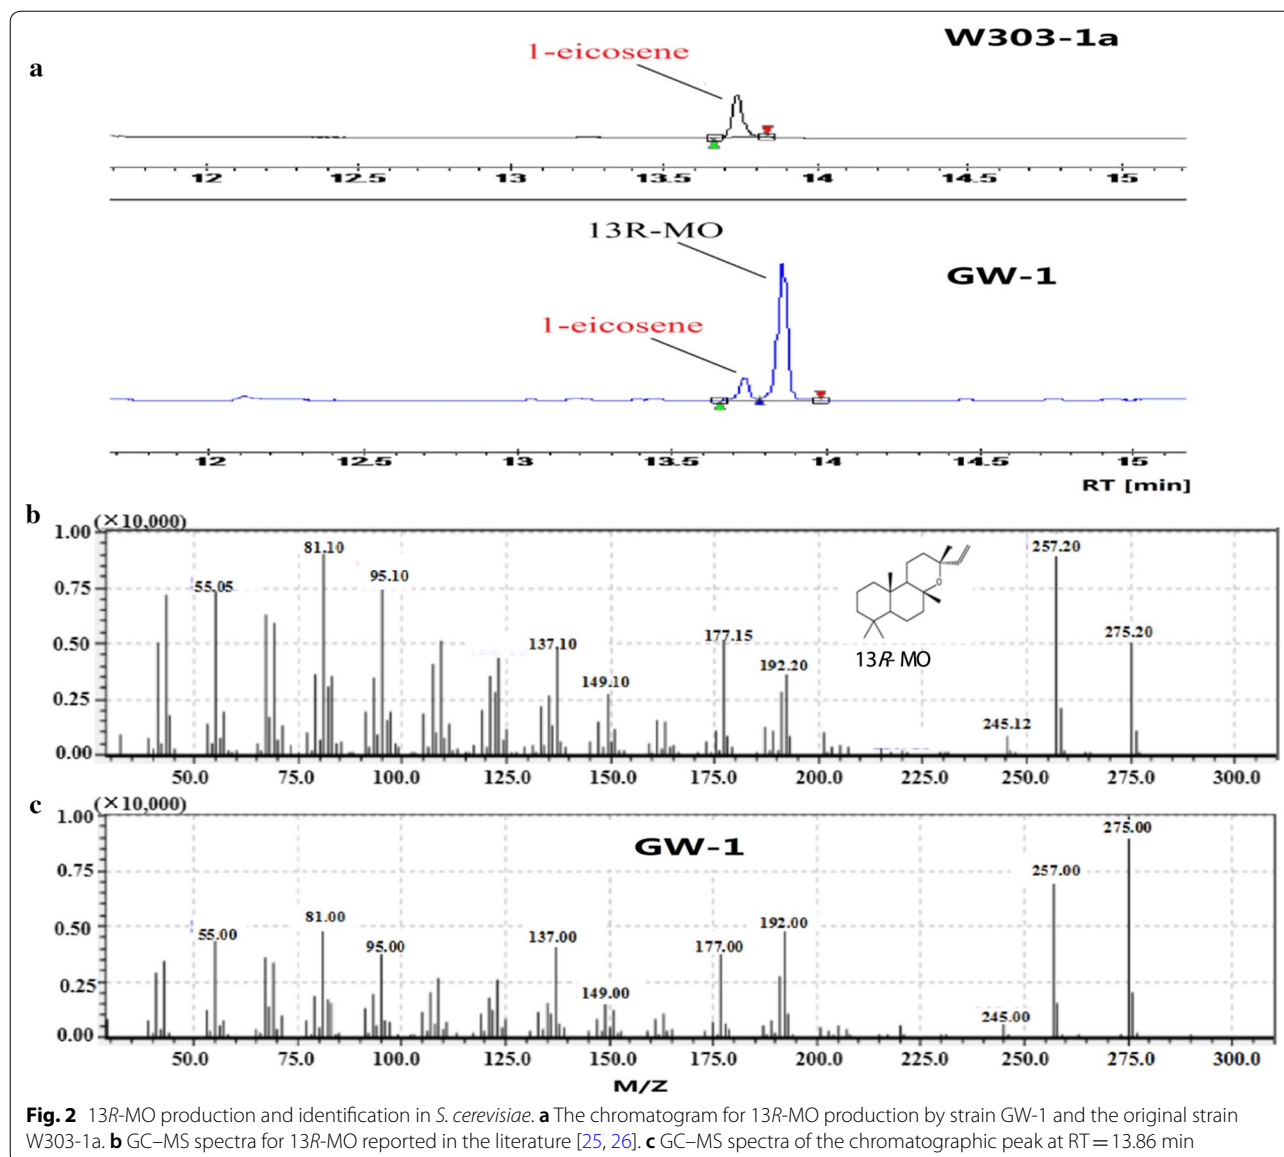 a
W303-1a
1-eicosene
12 12.5 13 13.5 14 14.5 15
13R-MO
GW-1
1-eicosene
12 12.5 13 13.5 14 14.5 15
RT [min]
b
(×10,000)
1.00
0.75
0.50
0.25
0.00
55.05
81.10
95.10
137.10
149.10
177.15
192.20
245.12
257.20
275.20
O
13R- MO
50.0 75.0 100.0 125.0 150.0 175.0 200.0 225.0 250.0 275.0 300.0
c
(×10,000)
1.00
0.75
0.50
0.25
0.00
GW-1
55.00
81.00
95.00
137.00
149.00
177.00
192.00
245.00
257.00
275.00
50.0 75.0 100.0 125.0 150.0 175.0 200.0 225.0 250.0 275.0 300.0
M/Z
Fig. 2 13R-MO production and identification in S. cerevisiae. a The chromatogram for 13R-MO production by strain GW-1 and the original strain
W303-1a. b GC–MS spectra for 13R-MO reported in the literature [25, 26]. c GC–MS spectra of the chromatographic peak at RT = 13.86 min